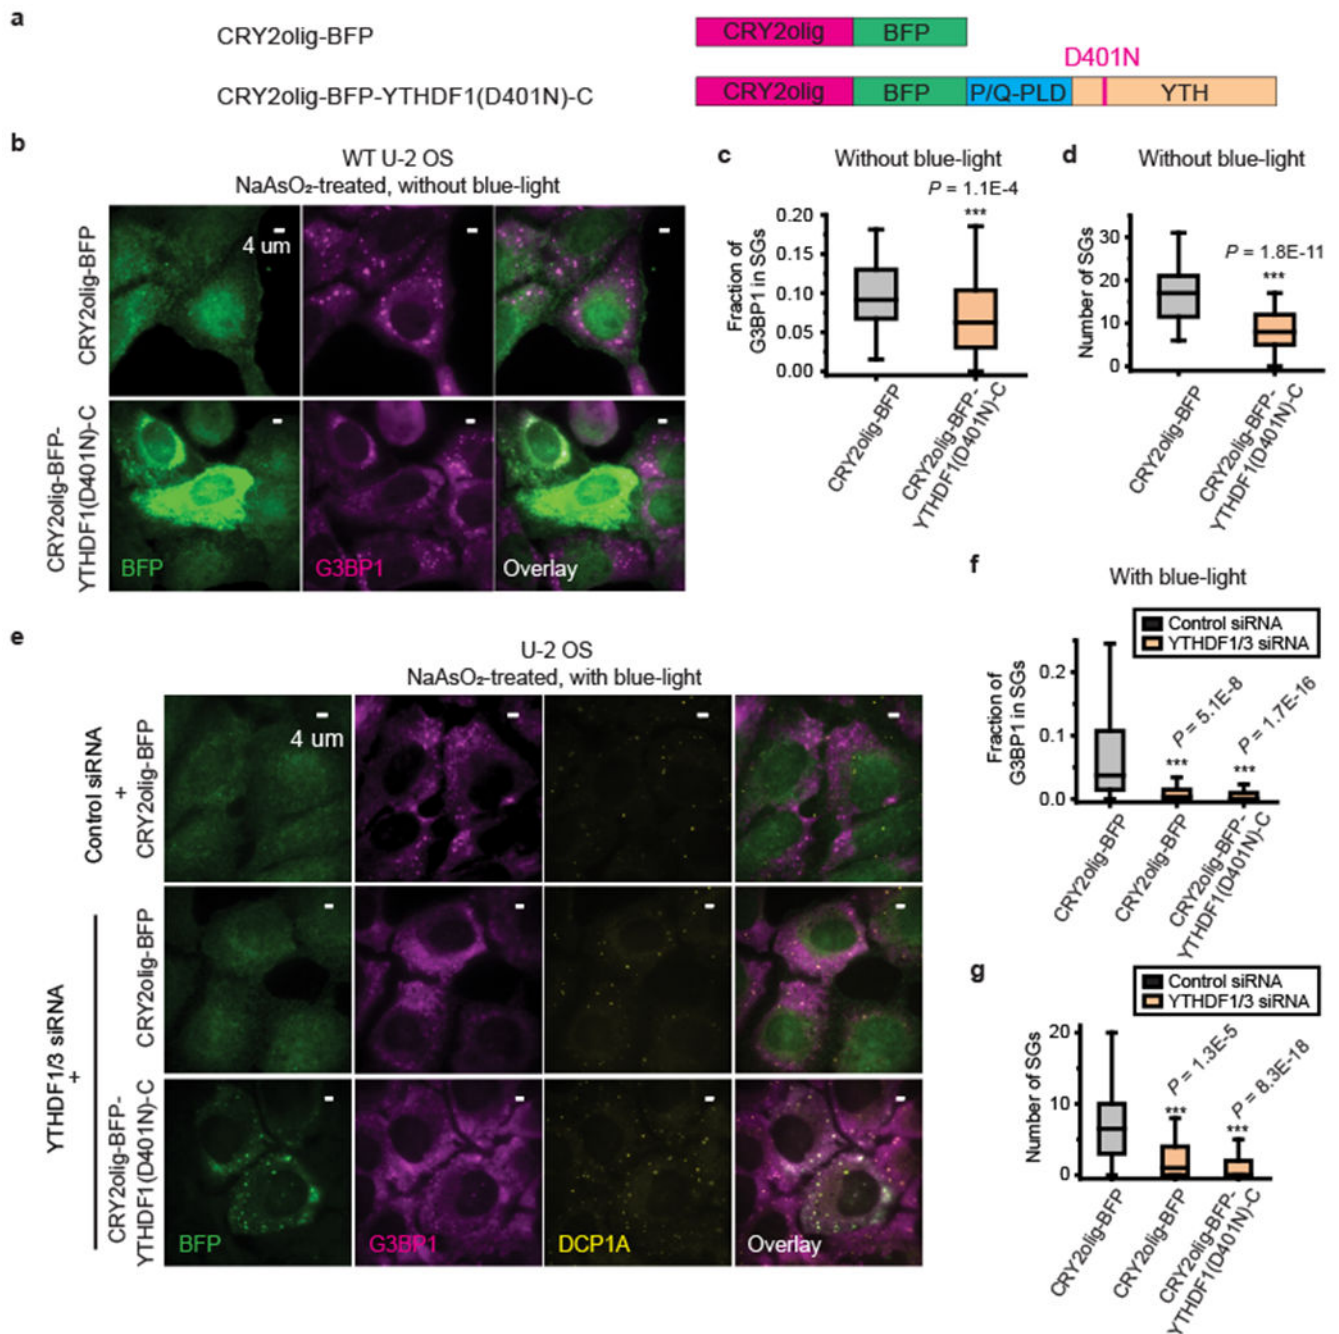 a
CRY2olig-BFP
CRY2olig BFP
D401N
CRY2olig-BFP-YTHDF1(D401N)-C
CRY2olig BFP P/Q-PLD YTH
b
WT U-2 OS
NaAsO₂-treated, without blue-light
CRY2olig-BFP
4 um
CRY2olig-BFP-
YTHDF1(D401N)-C
BFP
G3BP1
Overlay
c
Without blue-light
P = 1.1E-4
***
Fraction of
G3BP1 in SGs
0.20
0.15
0.10
0.05
0.00
CRY2olig-BFP
CRY2olig-BFP-
YTHDF1(D401N)-C
d
Without blue-light
P = 1.8E-11
***
Number of SGs
30
20
10
0
CRY2olig-BFP
CRY2olig-BFP-
YTHDF1(D401N)-C
e
U-2 OS
NaAsO₂-treated, with blue-light
Control siRNA
+
CRY2olig-BFP
4 um
YTHDF1/3 siRNA
+
CRY2olig-BFP
CRY2olig-BFP-
YTHDF1(D401N)-C
BFP
G3BP1
DCP1A
Overlay
f
With blue-light
Control siRNA
YTHDF1/3 siRNA
Fraction of
G3BP1 in SGs
0.2
0.1
0.0
P = 5.1E-8
***
P = 1.7E-16
***
CRY2olig-BFP
CRY2olig-BFP
CRY2olig-BFP-
YTHDF1(D401N)-C
g
Control siRNA
YTHDF1/3 siRNA
Number of SGs
20
10
0
P = 1.3E-5
***
P = 8.3E-18
***
CRY2olig-BFP
CRY2olig-BFP
CRY2olig-BFP-
YTHDF1(D401N)-C